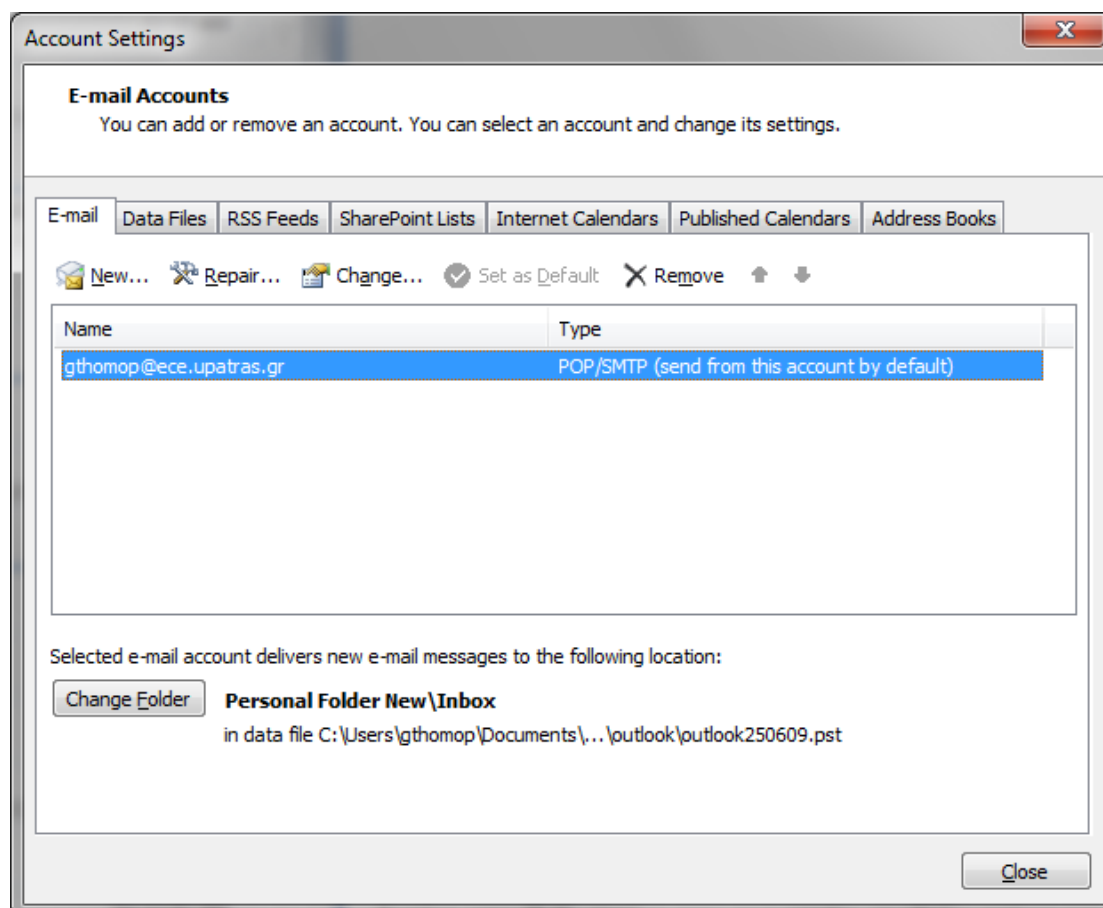 Account Settings
E-mail Accounts
You can add or remove an account. You can select an account and change its settings.
E-mail Data Files RSS Feeds SharePoint Lists Internet Calendars Published Calendars Address Books
New... Repair... Change... Set as Default Remove
Name Type
gthomop@ece.upatras.gr POP/SMTP (send from this account by default)
Selected e-mail account delivers new e-mail messages to the following location:
Change Folder Personal Folder New\Inbox
in data file C:\Users\gthomop\Documents\...\outlook\outlook250609.pst
Close